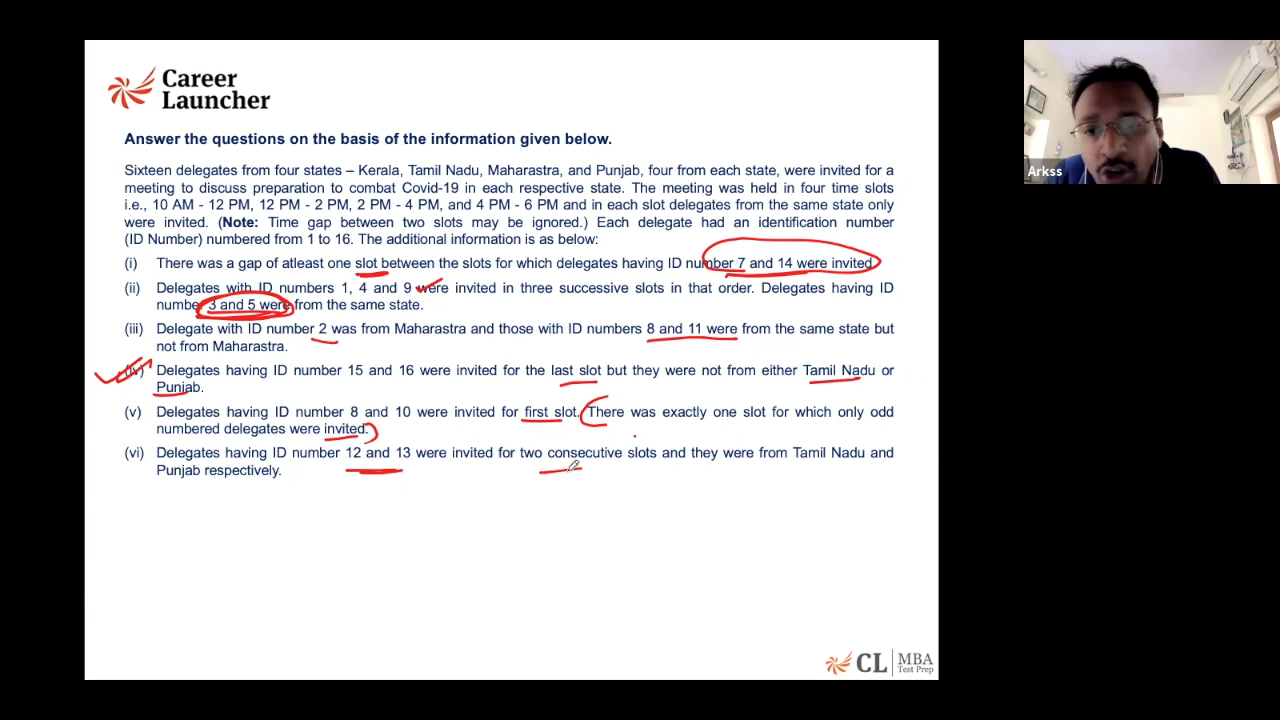 Career
Launcher
Answer the questions on the basis of the information given below.
Sixteen delegates from four states – Kerala, Tamil Nadu, Maharastra, and Punjab, four from each state, were invited for a
meeting to discuss preparation to combat Covid-19 in each respective state. The meeting was held in four time slots
i.e., 10 AM - 12 PM, 12 PM - 2 PM, 2 PM - 4 PM, and 4 PM - 6 PM and in each slot delegates from the same state only
were invited. (Note: Time gap between two slots may be ignored.) Each delegate had an identification number
(ID Number) numbered from 1 to 16. The additional information is as below:
(i) There was a gap of atleast one slot between the slots for which delegates having ID number 7 and 14 were invited.
(ii) Delegates with ID numbers 1, 4 and 9 were invited in three successive slots in that order. Delegates having ID
number 3 and 5 were from the same state.
(iii) Delegate with ID number 2 was from Maharastra and those with ID numbers 8 and 11 were from the same state but
not from Maharastra.
(iv) Delegates having ID number 15 and 16 were invited for the last slot but they were not from either Tamil Nadu or
Punjab.
(v) Delegates having ID number 8 and 10 were invited for first slot. There was exactly one slot for which only odd
numbered delegates were invited.
(vi) Delegates having ID number 12 and 13 were invited for two consecutive slots and they were from Tamil Nadu and
Punjab respectively.
CL MBA
Test Prep
Arkss